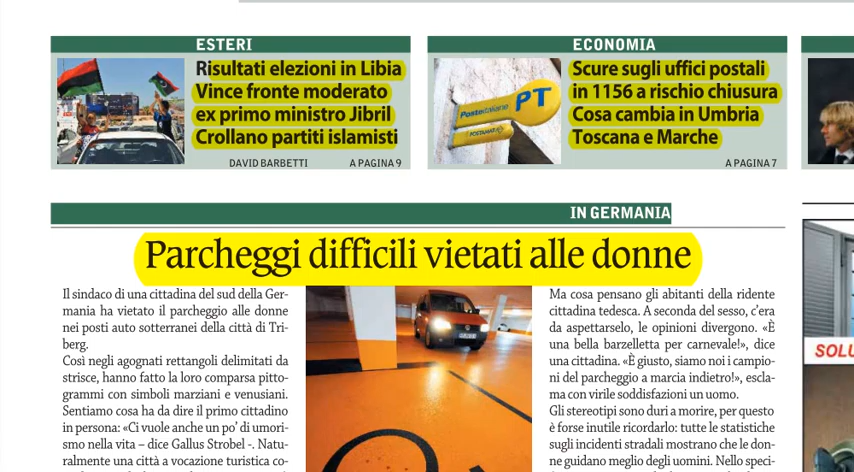 ESTERI
Risultati elezioni in Libia
Vince fronte moderato
ex primo ministro Jibril
Crollano partiti islamisti
DAVID BARBETTI A PAGINA 9
ECONOMIA
Posteitaliane PT
POSTAMAT
Scure sugli uffici postali
in 1156 a rischio chiusura
Cosa cambia in Umbria
Toscana e Marche
A PAGINA 7
IN GERMANIA
Parcheggi difficili vietati alle donne
Il sindaco di una cittadina del sud della Ger-
mania ha vietato il parcheggio alle donne
nei posti auto sotterranei della città di Tri-
berg.
Così negli agognati rettangoli delimitati da
strisce, hanno fatto la loro comparsa pitto-
grammi con simboli marziani e venusiani.
Sentiamo cosa ha da dire il primo cittadino
in persona: «Ci vuole anche un po’ di umori-
smo nella vita – dice Gallus Strobel -. Natu-
ralmente una città a vocazione turistica co-
Ma cosa pensano gli abitanti della ridente
cittadina tedesca. A seconda del sesso, c’era
da aspettarselo, le opinioni divergono. «È
una bella barzelletta per carnevale!», dice
una cittadina. «È giusto, siamo noi i campio-
ni del parcheggio a marcia indietro!», escla-
ma con virile soddisfazioni un uomo.
Gli stereotipi sono duri a morire, per questo
è forse inutile ricordarlo: tutte le statistiche
sugli incidenti stradali mostrano che le don-
ne guidano meglio degli uomini. Nello speci-
SOLU